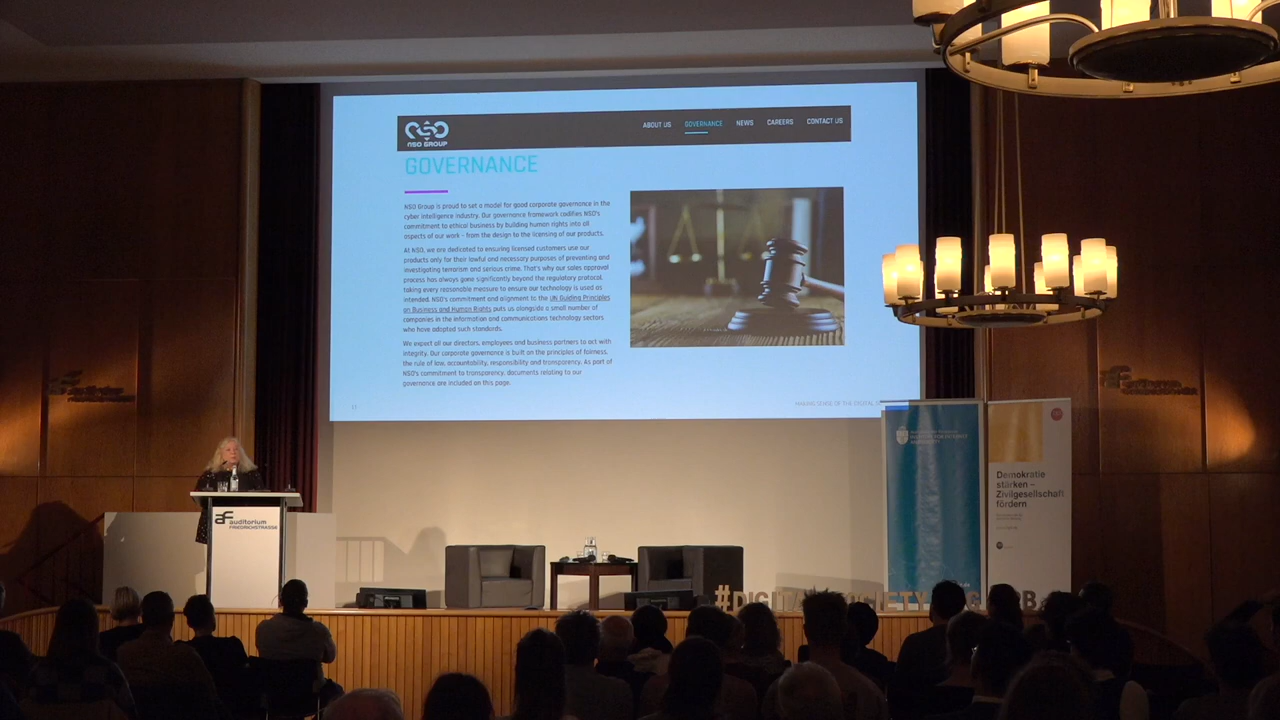 NSO GROUP
ABOUT US GOVERNANCE NEWS CAREERS CONTACT US
GOVERNANCE
NSO Group is proud to set a model for good corporate governance in the
cyber intelligence industry. Our governance framework codifies NSO's
commitment to ethical business by building human rights into all
aspects of our work - from the design to the licensing of our products.
At NSO, we are dedicated to ensuring licensed customers use our
products only for their lawful and necessary purposes of preventing and
investigating terrorism and serious crime. That's why our sales approval
process has always gone significantly beyond the regulatory protocol,
taking every reasonable measure to ensure our technology is used as
intended. NSO's commitment and alignment to the UN Guiding Principles
on Business and Human Rights puts us alongside a small number of
companies in the information and communications technology sectors
who have adopted such standards.
We expect all our directors, employees and business partners to act with
integrity. Our corporate governance is built on the principles of fairness,
the rule of law, accountability, responsibility and transparency. As part of
NSO's commitment to transparency, documents relating to our
governance are included on this page.
MAKING SENSE OF THE DIGITAL
Demokratie
stärken –
Zivilgesellschaft
fördern
af auditorium
FRIEDRICHSTRASSE